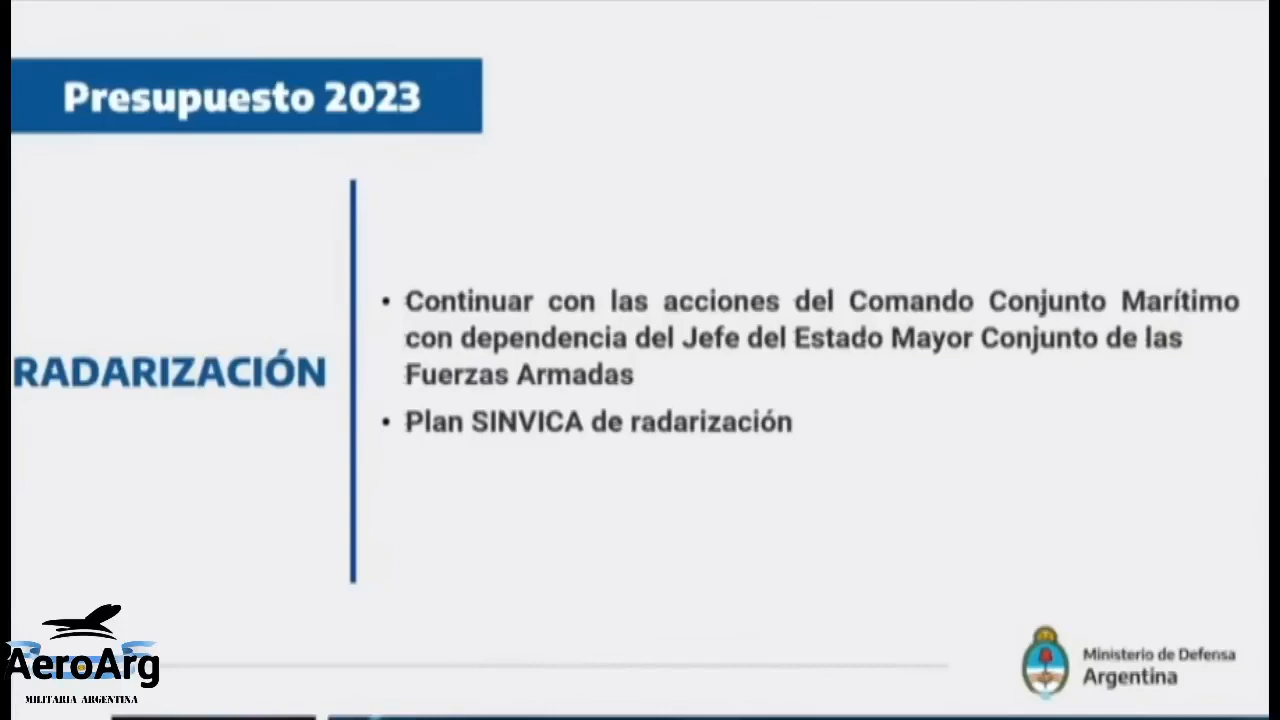 Presupuesto 2023
RADARIZACIÓN
• Continuar con las acciones del Comando Conjunto Marítimo
con dependencia del Jefe del Estado Mayor Conjunto de las
Fuerzas Armadas
• Plan SINVICA de radarización
AeroArg
MILITARIA ARGENTINA
Ministerio de Defensa
Argentina